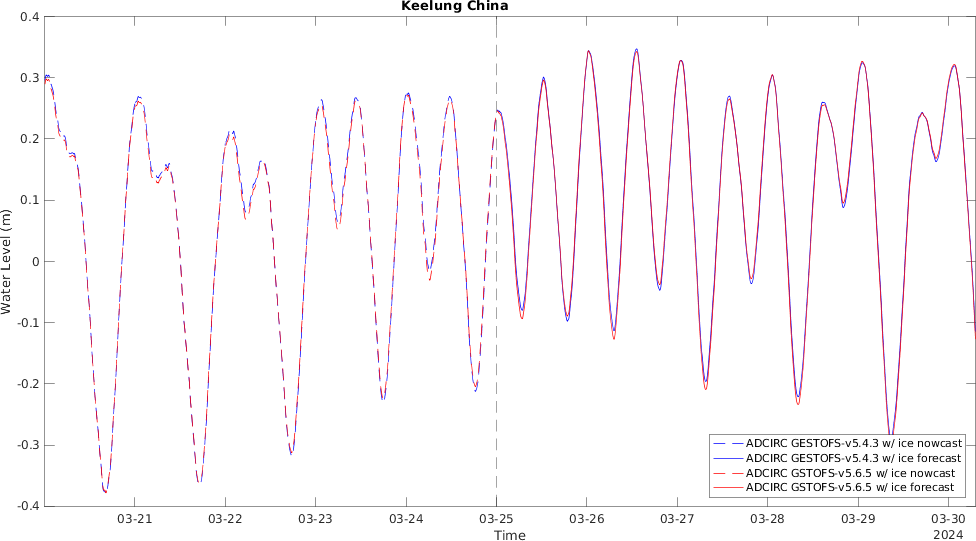 Keelung China
0.4
0.3
0.2
0.1
0
-0.1
-0.2
-0.3
-0.4
Water Level (m)
03-21 03-22 03-23 03-24 03-25 03-26 03-27 03-28 03-29 03-30
Time
2024
ADCIRC GESTOFS-v5.4.3 w/ ice nowcast
ADCIRC GESTOFS-v5.4.3 w/ ice forecast
ADCIRC GSTOFS-v5.6.5 w/ ice nowcast
ADCIRC GSTOFS-v5.6.5 w/ ice forecast